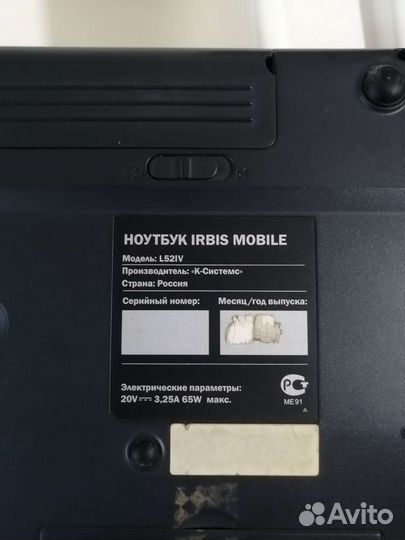 НОУТБУК IRBIS MOBILE
Модель: L52IV
Производитель: «К-Системс»
Страна: Россия
Серийный номер: Месяц/год выпуска:
Электрические параметры:
20V 3,25A 65W макс.
РСТ
МЕ91
Avito